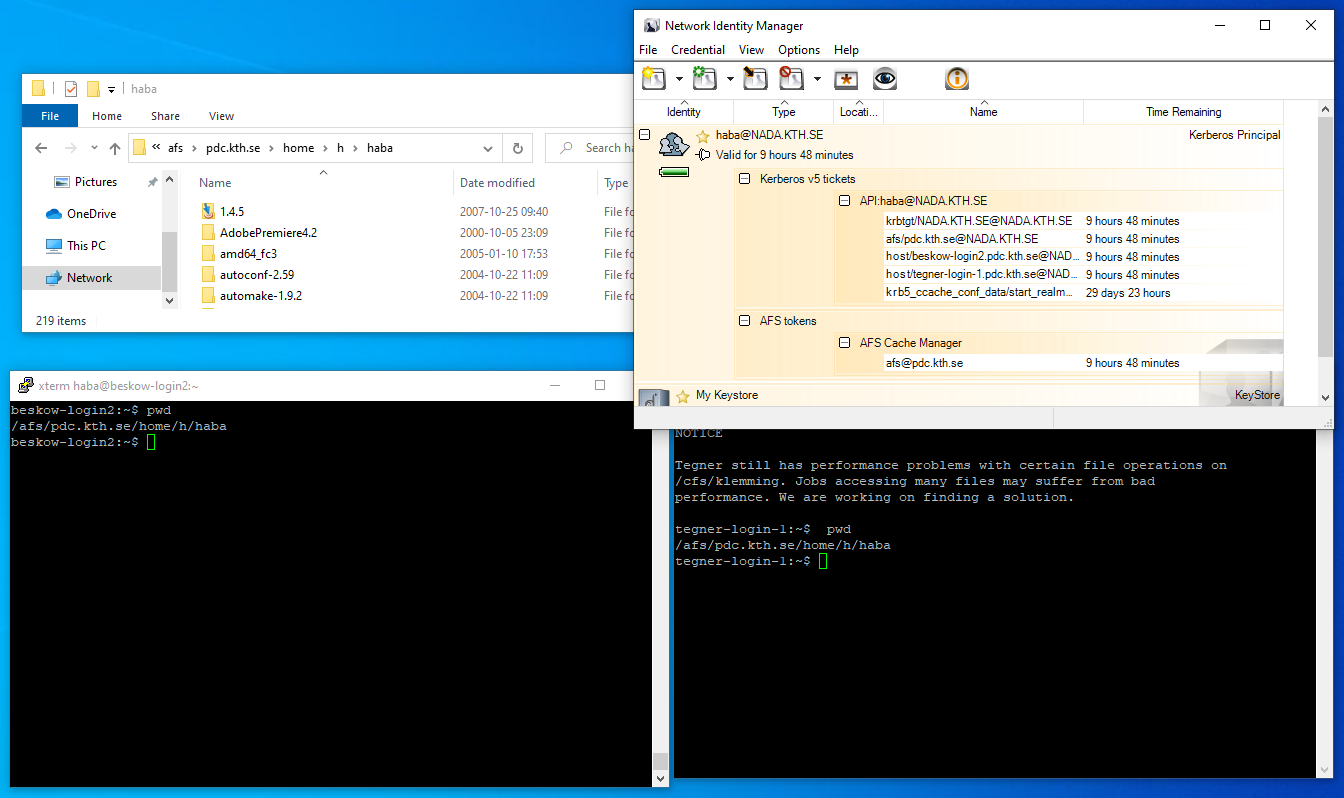 haba
File Home Share View
« afs › pdc.kth.se › home › h › haba
Search ha
Pictures
OneDrive
This PC
Network
Name Date modified Type
1.4.5 2007-10-25 09:40 File fo
AdobePremiere4.2 2000-10-05 23:09 File fo
amd64_fc3 2005-01-10 17:53 File fo
autoconf-2.59 2004-10-22 11:09 File fo
automake-1.9.2 2004-10-22 11:09 File fo
219 items
Network Identity Manager
File Credential View Options Help
Identity Type Locati... Name Time Remaining
haba@NADA.KTH.SE Kerberos Principal
Valid for 9 hours 48 minutes
Kerberos v5 tickets
API:haba@NADA.KTH.SE
krbtgt/NADA.KTH.SE@NADA.KTH.SE 9 hours 48 minutes
afs/pdc.kth.se@NADA.KTH.SE 9 hours 48 minutes
host/beskow-login2.pdc.kth.se@NAD... 9 hours 48 minutes
host/tegner-login-1.pdc.kth.se@NAD... 9 hours 48 minutes
krb5_ccache_conf_data/start_realm... 29 days 23 hours
AFS tokens
AFS Cache Manager
afs@pdc.kth.se 9 hours 48 minutes
My Keystore KeyStore
xterm haba@beskow-login2:~
beskow-login2:~$ pwd
/afs/pdc.kth.se/home/h/haba
beskow-login2:~$
NOTICE
Tegner still has performance problems with certain file operations on
/cfs/klemming. Jobs accessing many files may suffer from bad
performance. We are working on finding a solution.
tegner-login-1:~$  pwd
/afs/pdc.kth.se/home/h/haba
tegner-login-1:~$